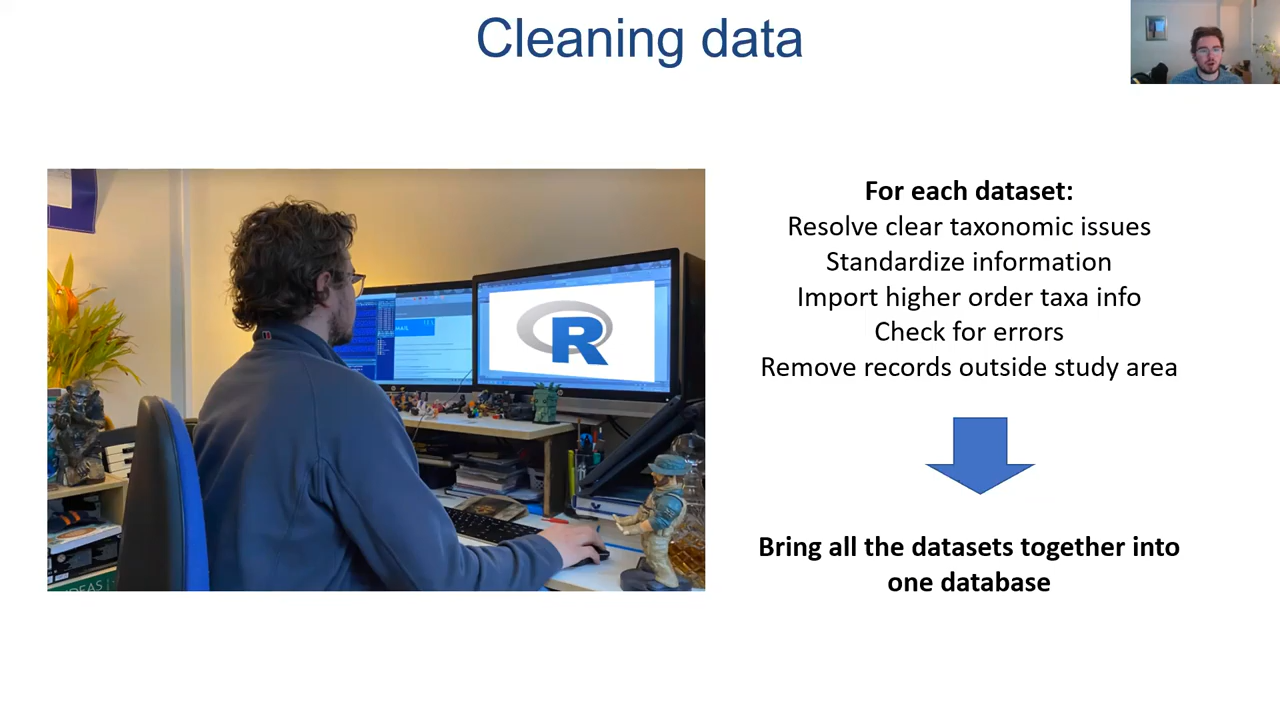 Cleaning data
For each dataset:
Resolve clear taxonomic issues
Standardize information
Import higher order taxa info
Check for errors
Remove records outside study area
Bring all the datasets together into
one database
R
IDEAS